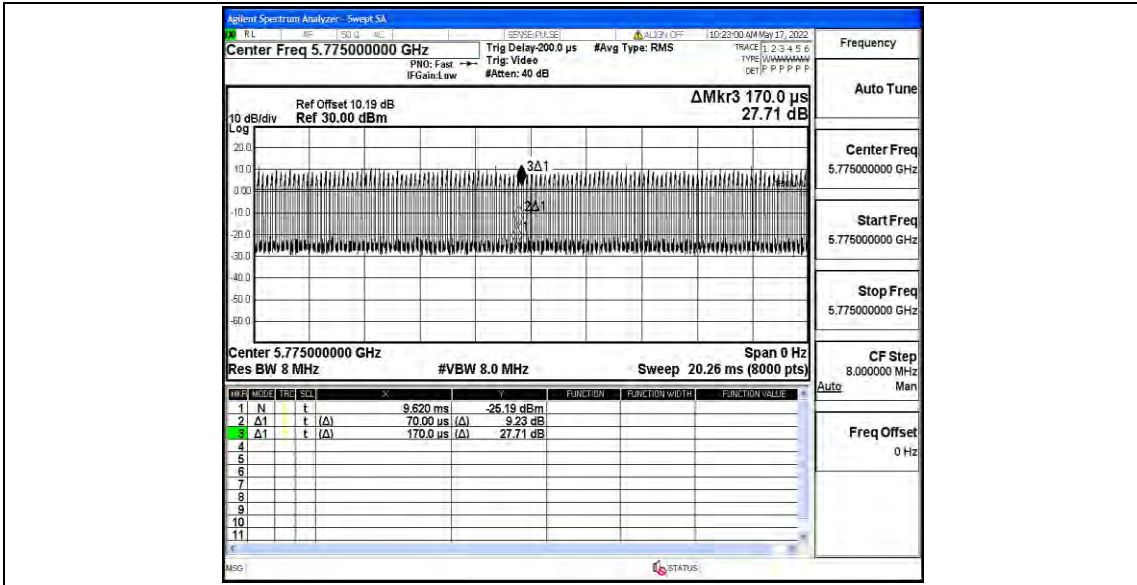 Agilent Spectrum Analyzer - Swept SA
RL RF 50 Ω AC SENSE:PULSE ALIGN OFF 10:23:00 AM May 17, 2022
Center Freq 5.775000000 GHz
PNO: Fast
IFGain:Low
Trig Delay-200.0 µs
Trig: Video
#Atten: 40 dB
#Avg Type: RMS
TRACE 1 2 3 4 5 6
TYPE
DET P P P P P P
ΔMkr3 170.0 µs
27.71 dB
Ref Offset 10.19 dB
10 dB/div Ref 30.00 dBm
Log
20.0
10.0
0.00
-10.0
-20.0
-30.0
-40.0
-50.0
-60.0
3Δ1
2Δ1
1
Center 5.775000000 GHz Span 0 Hz
Res BW 8 MHz #VBW 8.0 MHz Sweep 20.26 ms (8000 pts)
MKR MODE TRC SCL X Y FUNCTION FUNCTION WIDTH FUNCTION VALUE
1 N t 9.620 ms -25.19 dBm
2 Δ1 t (Δ) 70.00 µs (Δ) 9.23 dB
3 Δ1 t (Δ) 170.0 µs (Δ) 27.71 dB
4
5
6
7
8
9
10
11
MSG STATUS
Frequency
Auto Tune
Center Freq
5.775000000 GHz
Start Freq
5.775000000 GHz
Stop Freq
5.775000000 GHz
CF Step
8.000000 MHz
Auto Man
Freq Offset
0 Hz